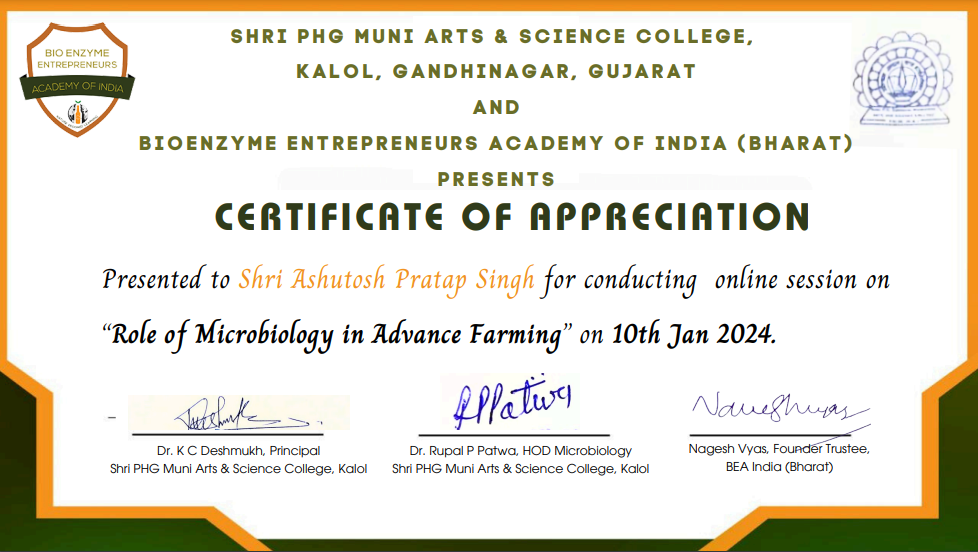 BIO ENZYME
ENTREPRENEURS
ACADEMY OF INDIA
SHRI PHG MUNI ARTS & SCIENCE COLLEGE,
KALOL, GANDHINAGAR, GUJARAT
AND
BIOENZYME ENTREPRENEURS ACADEMY OF INDIA (BHARAT)
PRESENTS
CERTIFICATE OF APPRECIATION
Presented to Shri Ashutosh Pratap Singh for conducting online session on
“Role of Microbiology in Advance Farming” on 10th Jan 2024.
Dr. K C Deshmukh, Principal
Shri PHG Muni Arts & Science College, Kalol
Dr. Rupal P Patwa, HOD Microbiology
Shri PHG Muni Arts & Science College, Kalol
Nagesh Vyas, Founder Trustee,
BEA India (Bharat)